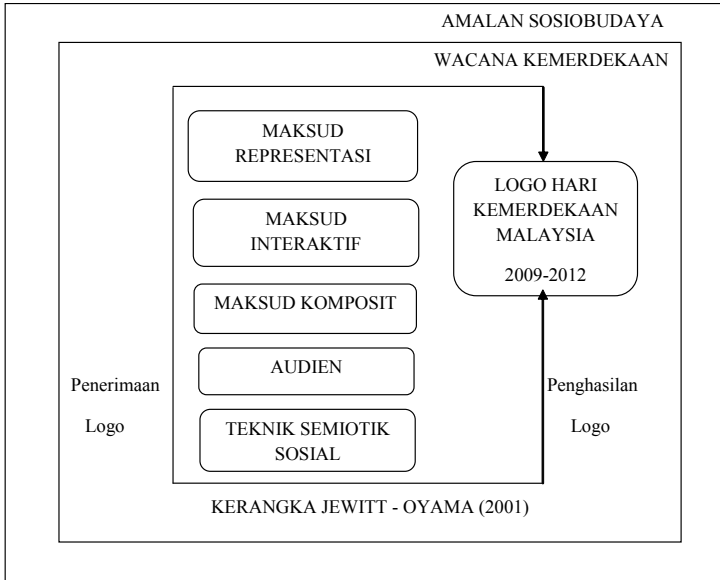 AMALAN SOSIOBUDAYA
WACANA KEMERDEKAAN
MAKSUD
REPRESENTASI
MAKSUD
INTERAKTIF
MAKSUD KOMPOSIT
AUDIEN
TEKNIK SEMIOTIK
SOSIAL
LOGO HARI
KEMERDEKAAN
MALAYSIA
2009-2012
Penerimaan
Logo
Penghasilan
Logo
KERANGKA JEWITT - OYAMA (2001)